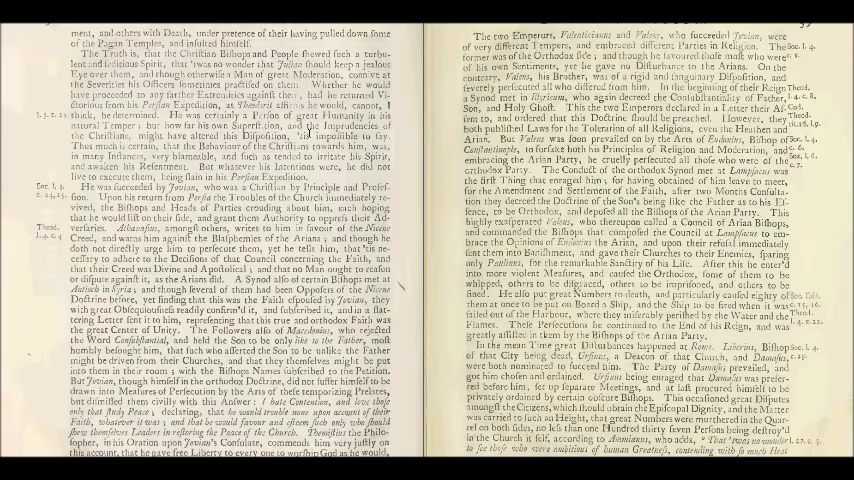 ment, and others with Death, under pretence of their having pulled down some
of the Pagan Temples, and insulted himself.
The Truth is, that the Christian Bishops and People shewed such a turbu-
lent and seditious Spirit, that 'twas no wonder that Julian should keep a jealous
Eye over them, and though otherwise a Man of great Moderation, connive at
the Severities his Officers sometimes practised on them. Whether he would
have proceeded to any farther Extremities against them, had he returned Vi-
ctorious from his Persian Expedition, as Theodorit affirms he would, cannot, I
l. 3. c. 21. think, be determined. He was certainly a Person of great Humanity in his
natural Temper; but how far his own Superstition, and the Imprudencies of
the Christians, might have altered this Disposition, 'tis impossible to say.
Thus much is certain, that the Behaviour of the Christians towards him, was,
in many Instances, very blameable, and such as tended to irritate his Spirit,
and awaken his Resentment. But whatever his Intentions were, he did not
live to execute them, being slain in his Persian Expedition.
Soc. l. 3. He was succeeded by Jovian, who was a Christian by Principle and Profes-
c. 24, 25. sion. Upon his return from Persia the Troubles of the Church immediately re-
vived, the Bishops and Heads of Parties crouding about him, each hoping
that he would list on their side, and grant them Authority to oppress their Ad-
Theod. versaries. Athanasius, amongst others, writes to him in favour of the Nicene
l. 4. c. 4. Creed, and warns him against the Blasphemies of the Arians; and though he
doth not directly urge him to persecute them, yet he tells him, that 'tis ne-
cessary to adhere to the Decisions of that Council concerning the Faith, and
that their Creed was Divine and Apostolical; and that no Man ought to reason
or dispute against it, as the Arians did. A Synod also of certain Bishops met at
Antioch in Syria; and though several of them had been Opposers of the Nicene
Doctrine before, yet finding that this was the Faith espoused by Jovian, they
with great Obsequiousness readily confirm'd it, and subscribed it, and in a flat-
tering Letter sent it to him, representing that this true and orthodox Faith was
the great Center of Unity. The Followers also of Macedonius, who rejected
the Word Consubstantial, and held the Son to be only like to the Father, most
humbly besought him, that such who asserted the Son to be unlike the Father
might be driven from their Churches, and that they themselves might be put
into them in their room; with the Bishops Names subscribed to the Petition.
But Jovian, though himself in the orthodox Doctrine, did not suffer himself to be
drawn into Measures of Persecution by the Arts of these temporizing Prelates,
but dismissed them civilly with this Answer: I hate Contention, and love those
only that study Peace; declaring, that he would trouble none upon account of their
Faith, whatever it was; and that he would favour and esteem such only who should
shew themselves Leaders in restoring the Peace of the Church. Themistius the Philo-
sopher, in his Oration upon Jovian's Consulate, commends him very justly on
this account, that he gave free Liberty to every one to worship God as he would,
The two Emperors, Valentinianus and Valens, who succeeded Jovian, were
of very different Tempers, and embraced different Parties in Religion. The Soc. l. 4.
former was of the Orthodox side; and though he favoured those most who were c. 1.
of his own Sentiments, yet he gave no Disturbance to the Arians. On the
contrary, Valens, his Brother, was of a rigid and sanguinary Disposition, and
severely persecuted all who differed from him. In the beginning of their Reign Theod.
a Synod met in Illyricum, who again decreed the Consubstantiality of Father, l. 4. c. 8.
Son, and Holy Ghost. This the two Emperors declared in a Letter their As- Cod.
sent to, and ordered that this Doctrine should be preached. However, they Theod.
both published Laws for the Toleration of all Religions, even the Heathen and
Arian. But Valens was soon prevailed on by the Arts of Eudoxius, Bishop of Soc. l. 4.
Constantinople, to forsake both his Principles of Religion and Moderation, and
embracing the Arian Party, he cruelly persecuted all those who were of the Soz. l. 6.
orthodox Party. The Conduct of the orthodox Synod met at Lampsacus was c. 7.
the first Thing that enraged him; for having obtained of him leave to meet,
for the Amendment and Settlement of the Faith, after two Months Consulta-
tion they decreed the Doctrine of the Son's being like the Father as to his Es-
sence, to be Orthodox, and deposed all the Bishops of the Arian Party. This
highly exasperated Valens, who thereupon called a Council of Arian Bishops,
and commanded the Bishops that composed the Council at Lampsacus to em-
brace the Opinions of Eudoxius the Arian, and upon their refusal immediately
sent them into Banishment, and gave their Churches to their Enemies, sparing
only Paulinus, for the remarkable Sanctity of his Life. After this he enter'd
into more violent Measures, and caused the Orthodox, some of them to be
whipped, others to be disgraced, others to be imprisoned, and others to be
fined. He also put great Numbers to Death, and particularly caused eighty of
them at once to be put on Board a Ship, and the Ship to be fired when it was c. 15, 16.
sailed out of the Harbour, where they miserably perished by the Water and the Theod.
Flames. These Persecutions he continued to the End of his Reign, and was l. 4. c. 22.
greatly assisted in them by the Bishops of the Arian Party.
In the mean Time great Disturbances happened at Rome. Liberius, Bishop Soc. l. 4.
of that City being dead, Ursinus, a Deacon of that Church, and Damasus, c. 29.
were both nominated to succeed him. The Party of Damasus prevailed, and
got him chosen and ordained. Ursinus being enraged that Damasus was prefer-
red before him, set up separate Meetings, and at last procured himself to be
privately ordained by certain obscure Bishops. This occasioned great Disputes
amongst the Citizens, which should obtain the Episcopal Dignity, and the Matter
was carried to such an Height, that great Numbers were murthered in the Quar-
rel on both sides, no less than one Hundred thirty seven Persons being destroy'd
in the Church it self, according to Ammianus, who adds, "That 'twas no wonder l. 27. c. 3.
to see those who were ambitious of human Greatness, contending with so much Heat